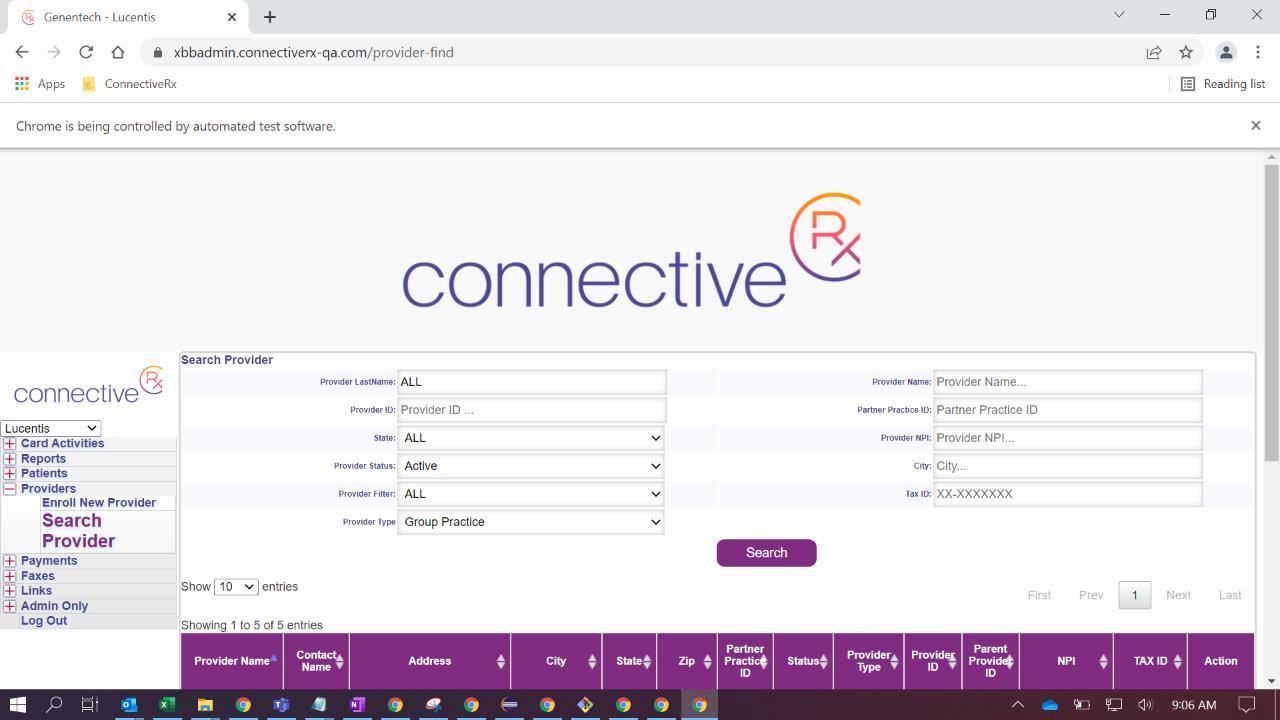 Genentech - Lucentis
xbbadmin.connectiverx-qa.com/provider-find
Apps
ConnectiveRx
Reading list
Chrome is being controlled by automated test software.
connective Rx
connective Rx
Lucentis
Card Activities
Reports
Patients
Providers
Enroll New Provider
Search
Provider
Payments
Faxes
Links
Admin Only
Log Out
Search Provider
Provider LastName: ALL
Provider Name: Provider Name...
Provider ID: Provider ID ...
Partner Practice ID: Partner Practice ID
State: ALL
Provider NPI: Provider NPI...
Provider Status: Active
City: City...
Provider Filter: ALL
Tax ID: XX-XXXXXXX
Provider Type Group Practice
Search
Show 10 entries
First Prev 1 Next Last
Showing 1 to 5 of 5 entries
Provider Name
Contact
Name
Address
City
State
Zip
Partner
Practice
ID
Status
Provider
Type
Provider
ID
Parent
Provider
ID
NPI
TAX ID
Action
9:06 AM